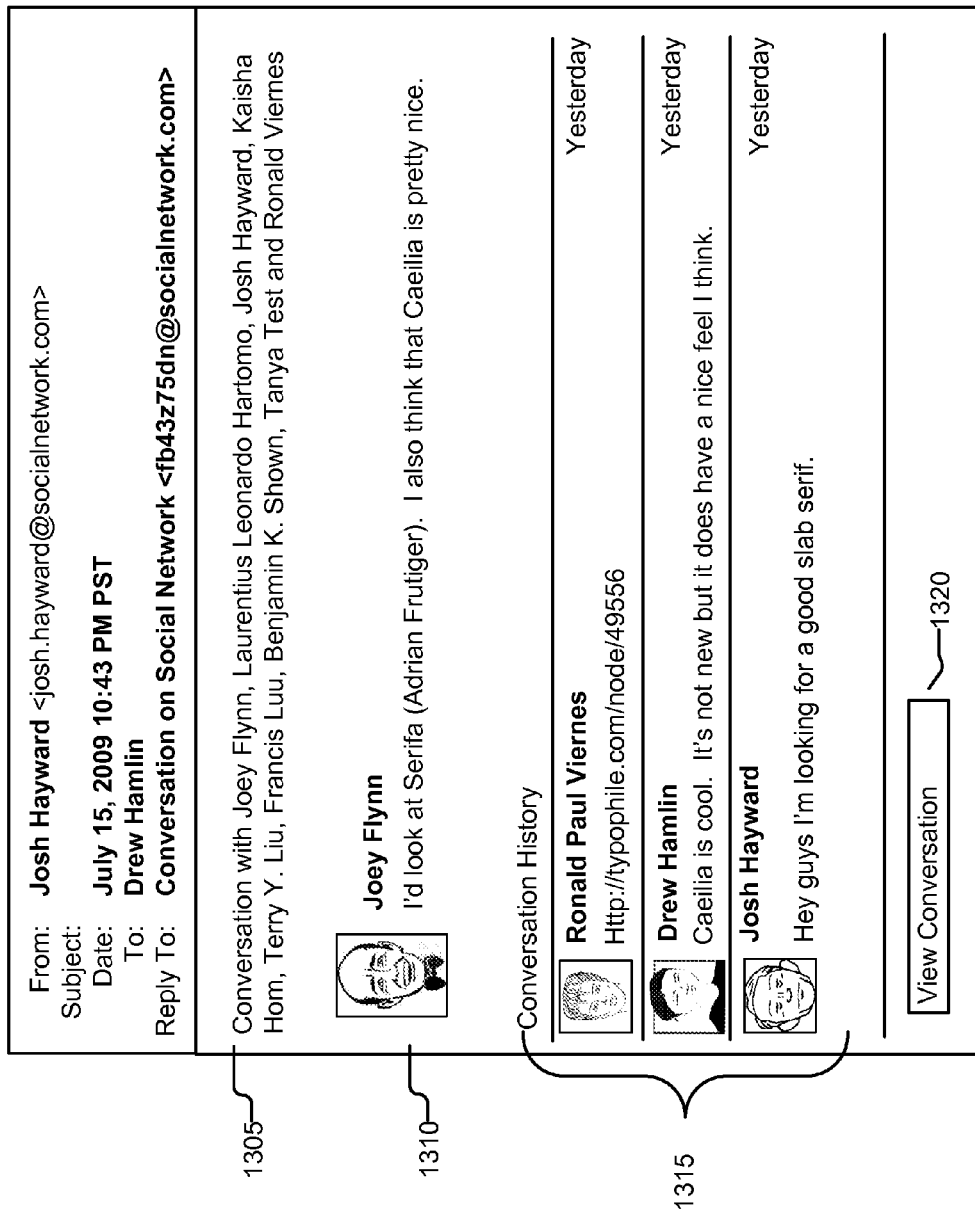 From: Josh Hayward <josh.hayward@socialnetwork.com>
Subject:
Date: July 15, 2009 10:43 PM PST
To: Drew Hamlin
Reply To: Conversation on Social Network <fb43z75dn@socialnetwork.com>
1305
Conversation with Joey Flynn, Laurentius Leonardo Hartomo, Josh Hayward, Kaisha
Hom, Terry Y. Liu, Francis Luu, Benjamin K. Shown, Tanya Test and Ronald Viernes
1310
Joey Flynn
I'd look at Serifa (Adrian Frutiger).  I also think that Caeilia is pretty nice.
1315
Conversation History
Ronald Paul Viernes Yesterday
Http://typophile.com/node/49556
Drew Hamlin Yesterday
Caeilia is cool.  It's not new but it does have a nice feel I think.
Josh Hayward Yesterday
Hey guys I'm looking for a good slab serif.
View Conversation 1320